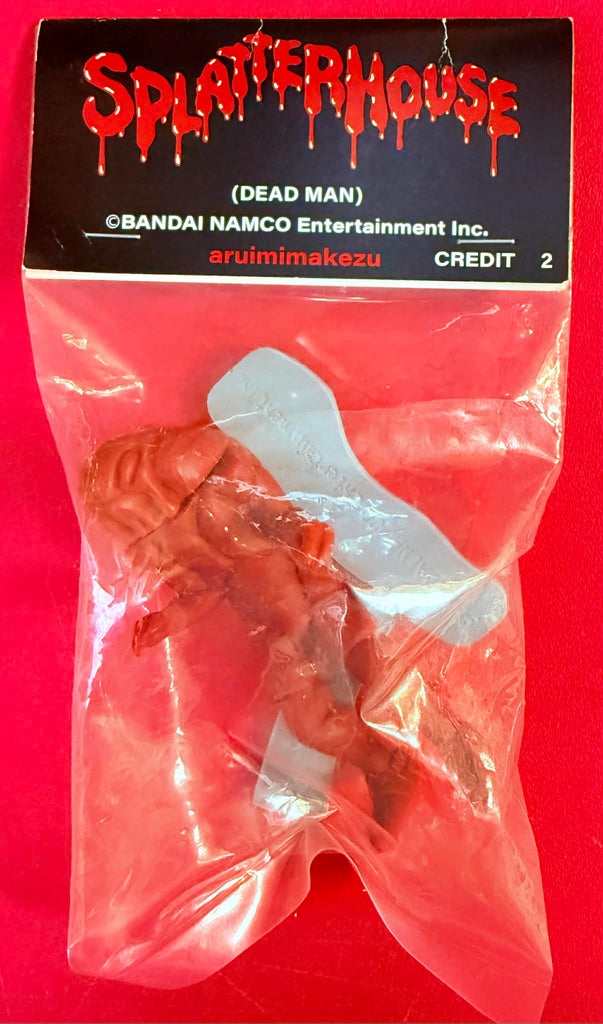 SPLATTERHOUSE
(DEAD MAN)
©BANDAI NAMCO Entertainment Inc.
aruimimakezu
CREDIT 2